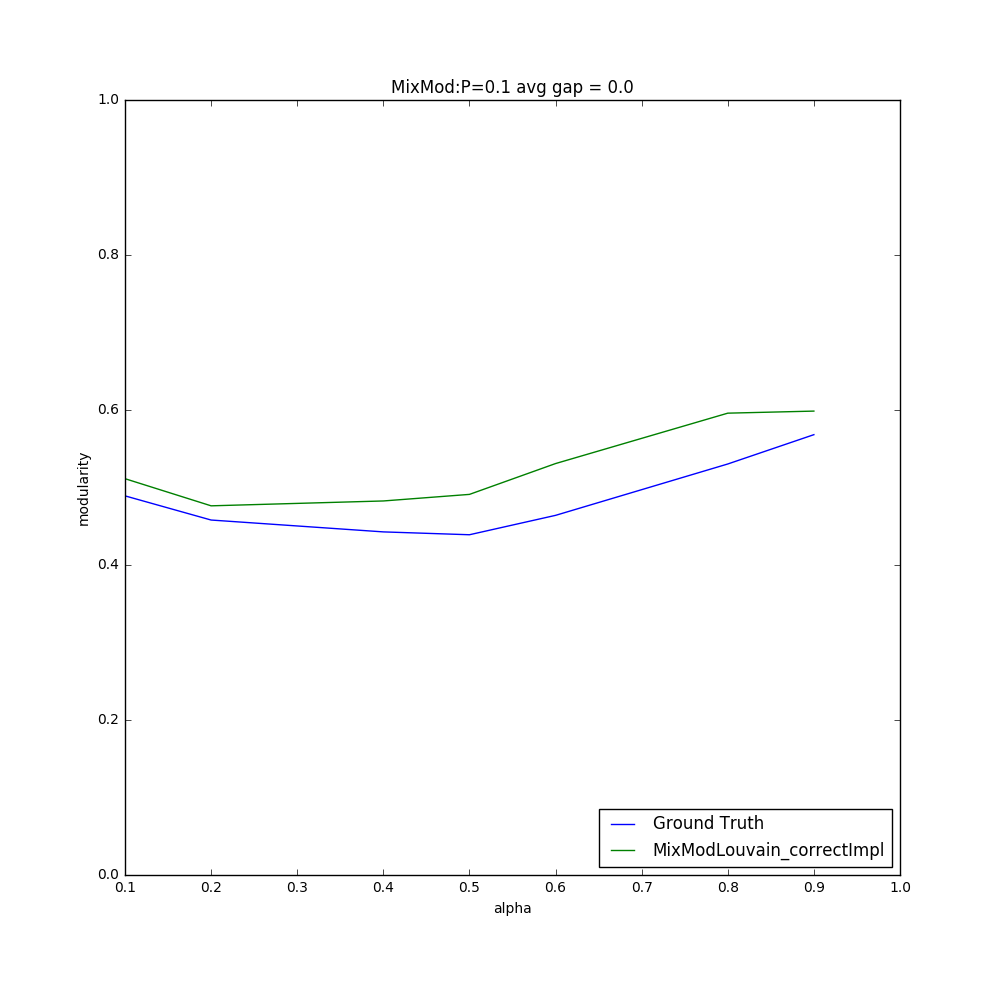 MixMod:P=0.1 avg gap = 0.0
1.0
0.8
0.6
0.4
0.2
0.0
modularity
0.1 0.2 0.3 0.4 0.5 0.6 0.7 0.8 0.9 1.0
alpha
Ground Truth
MixModLouvain_correctImpl